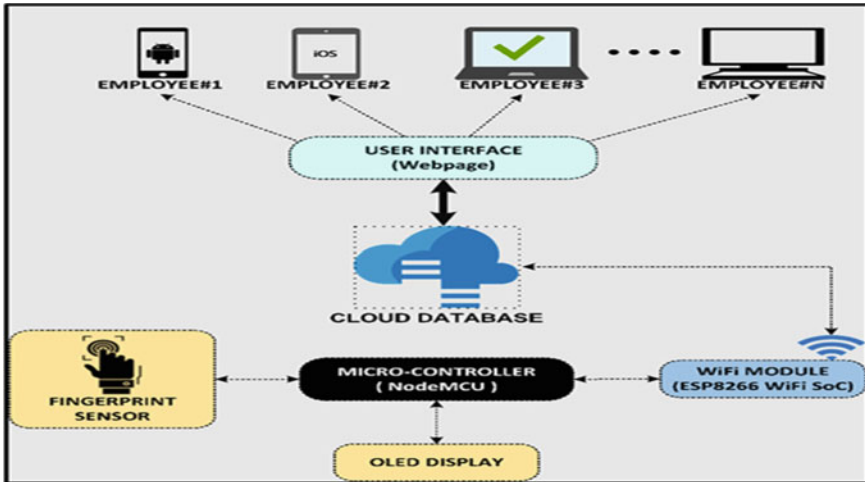 iOS
EMPLOYEE#1
EMPLOYEE#2
EMPLOYEE#3
EMPLOYEE#N
USER INTERFACE
(Webpage)
CLOUD DATABASE
FINGERPRINT
SENSOR
MICRO-CONTROLLER
( NodeMCU )
WiFi MODULE
(ESP8266 WiFi SoC)
OLED DISPLAY